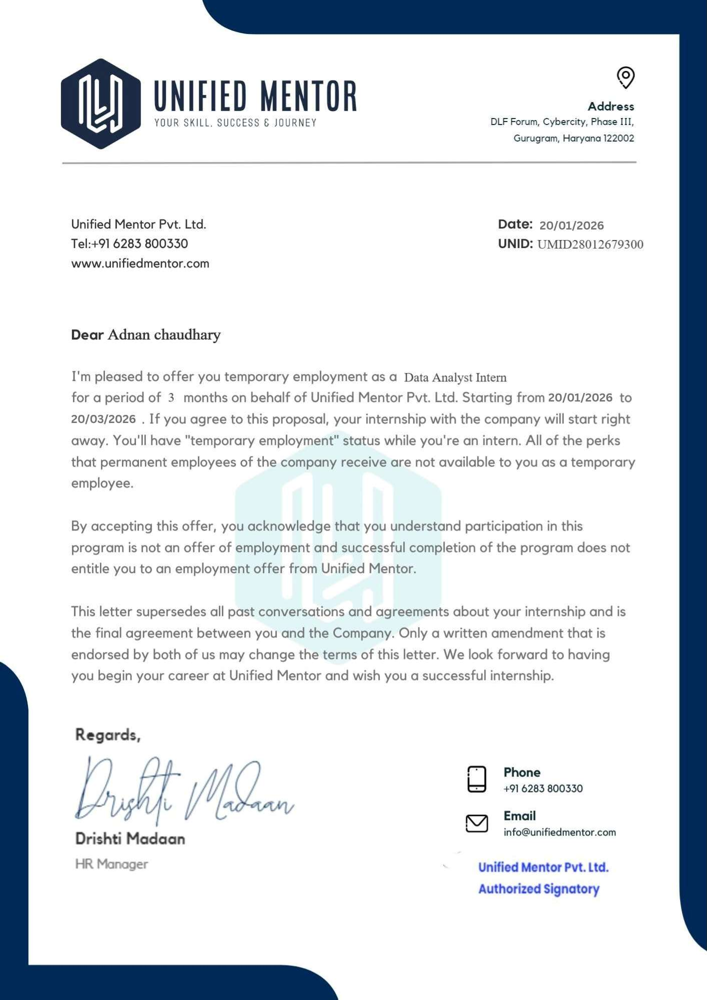 UNIFIED MENTOR
YOUR SKILL. SUCCESS & JOURNEY
Address
DLF Forum, Cybercity, Phase III,
Gurugram, Haryana 122002
Unified Mentor Pvt. Ltd.
Tel:+91 6283 800330
www.unifiedmentor.com
Date: 20/01/2026
UNID: UMID28012679300
Dear Adnan chaudhary
I'm pleased to offer you temporary employment as a Data Analyst Intern
for a period of 3 months on behalf of Unified Mentor Pvt. Ltd. Starting from 20/01/2026 to
20/03/2026 . If you agree to this proposal, your internship with the company will start right
away. You'll have "temporary employment" status while you're an intern. All of the perks
that permanent employees of the company receive are not available to you as a temporary
employee.
By accepting this offer, you acknowledge that you understand participation in this
program is not an offer of employment and successful completion of the program does not
entitle you to an employment offer from Unified Mentor.
This letter supersedes all past conversations and agreements about your internship and is
the final agreement between you and the Company. Only a written amendment that is
endorsed by both of us may change the terms of this letter. We look forward to having
you begin your career at Unified Mentor and wish you a successful internship.
Regards,
Drishti Madaan
Drishti Madaan
HR Manager
Phone
+91 6283 800330
Email
info@unifiedmentor.com
Unified Mentor Pvt. Ltd.
Authorized Signatory